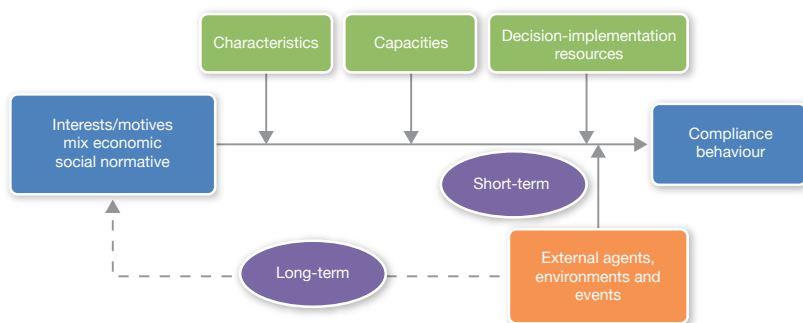 Characteristics
Capacities
Decision-implementation
resources
Interests/motives
mix economic
social normative
Compliance
behaviour
Short-term
Long-term
External agents,
environments and
events